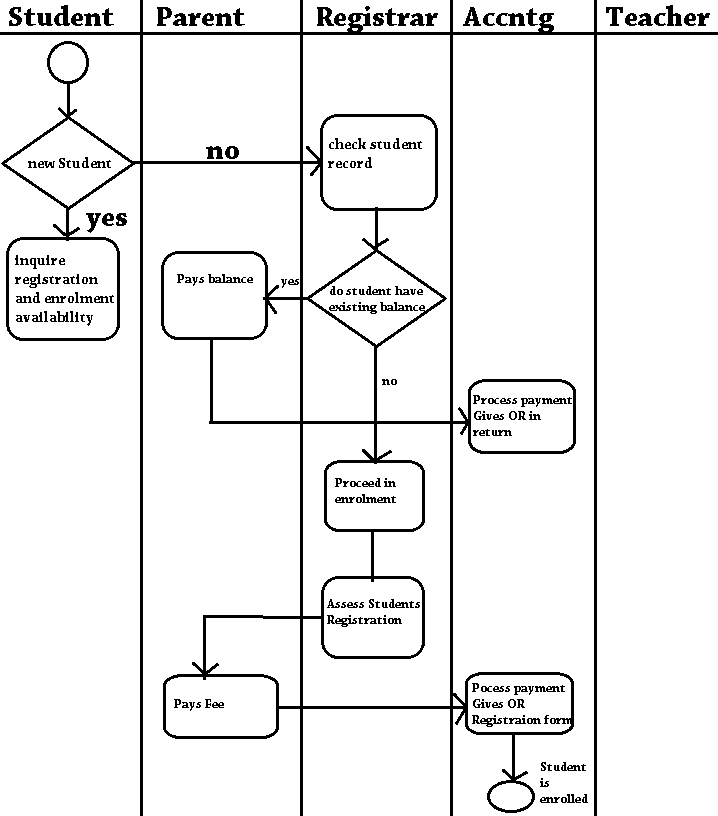 Student Parent Registrar Accntg Teacher
new Student
no
check student
record
yes
inquire
registration
and enrolment
availability
Pays balance
yes
do student have
existing balance
no
Process payment
Gives OR in
return
Proceed in
enrolment
Assess Students
Registration
Pays Fee
Pocess payment
Gives OR
Registraion form
Student
is
enrolled